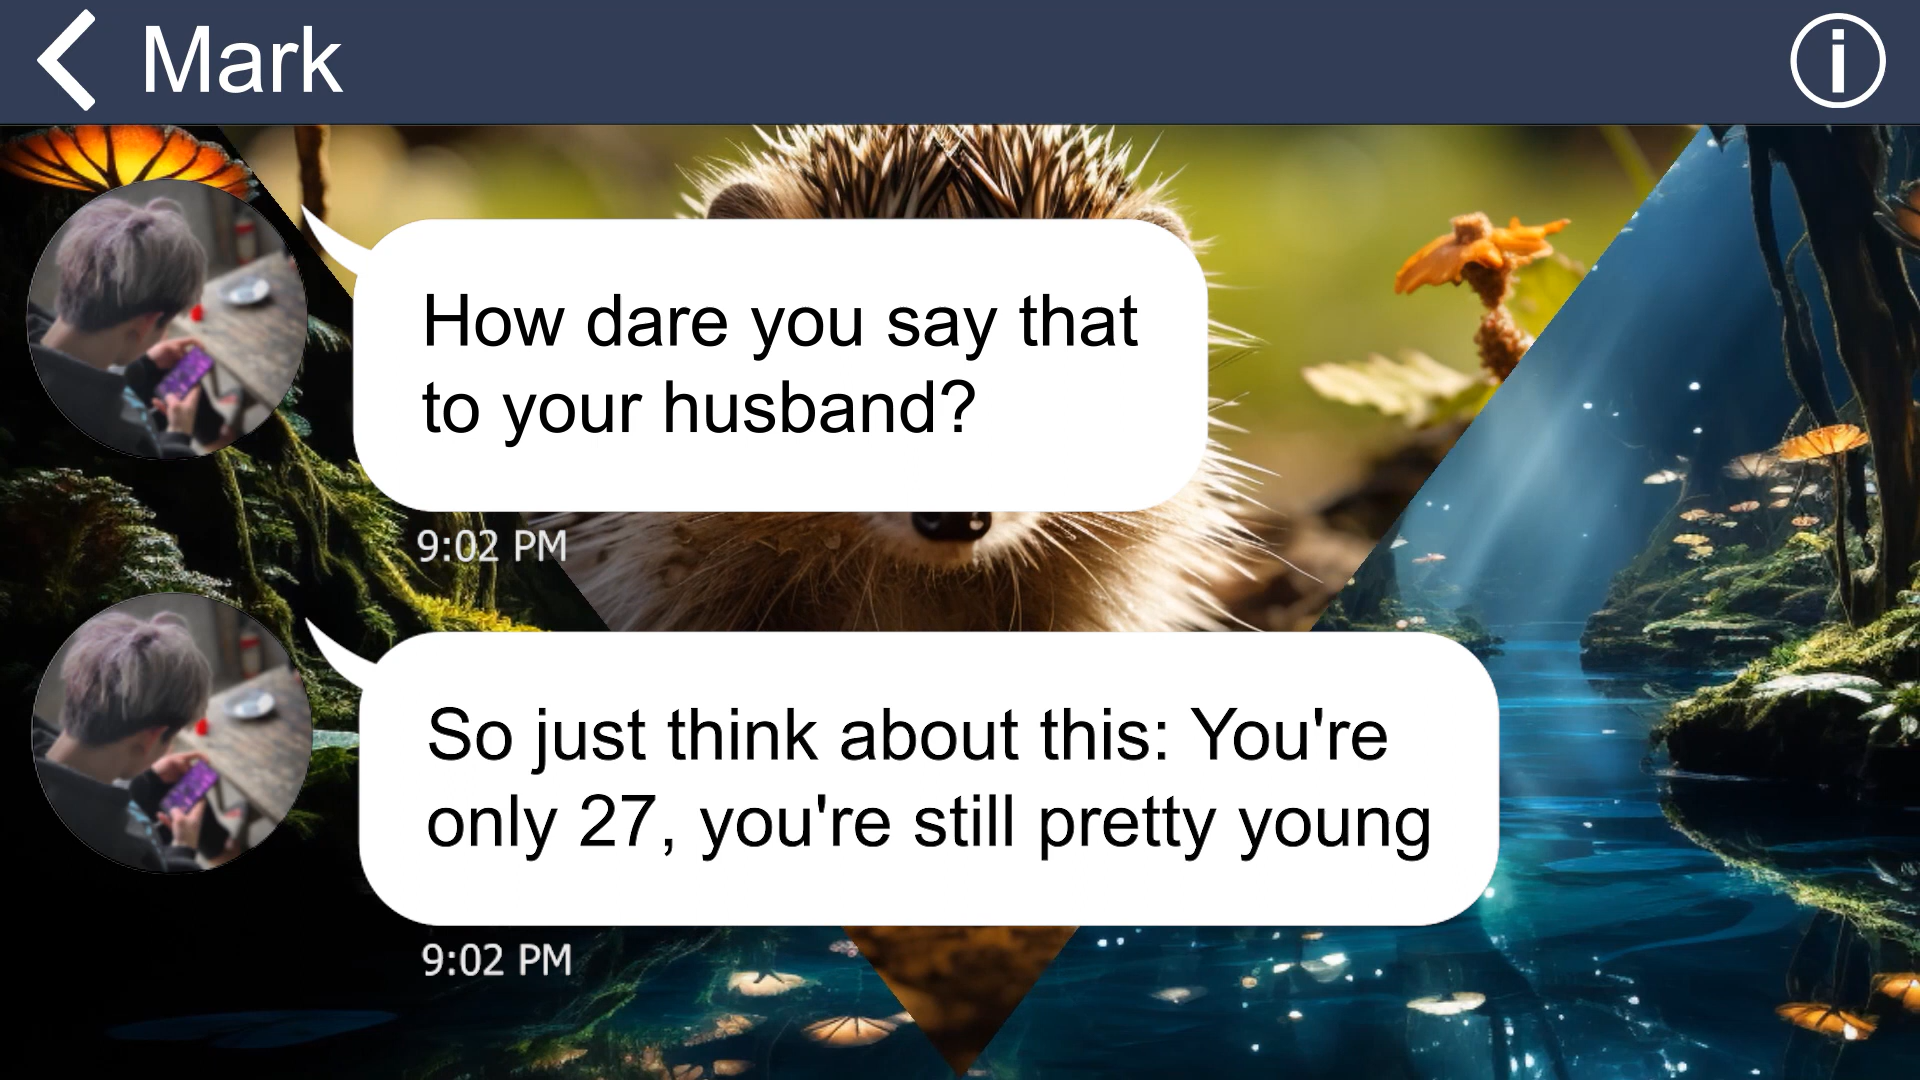 Mark
How dare you say that
to your husband?
9:02 PM
So just think about this: You're
only 27, you're still pretty young
9:02 PM